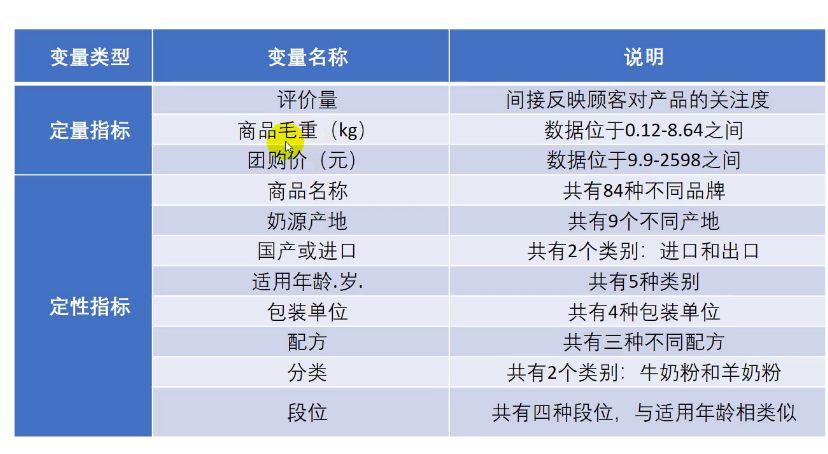 变量类型 变量名称 说明
定量指标 评价量 间接反映顾客对产品的关注度
商品毛重（kg） 数据位于0.12-8.64之间
团购价（元） 数据位于9.9-2598之间
定性指标 商品名称 共有84种不同品牌
奶源产地 共有9个不同产地
国产或进口 共有2个类别：进口和出口
适用年龄.岁. 共有5种类别
包装单位 共有4种包装单位
配方 共有三种不同配方
分类 共有2个类别：牛奶粉和羊奶粉
段位 共有四种段位，与适用年龄相类似